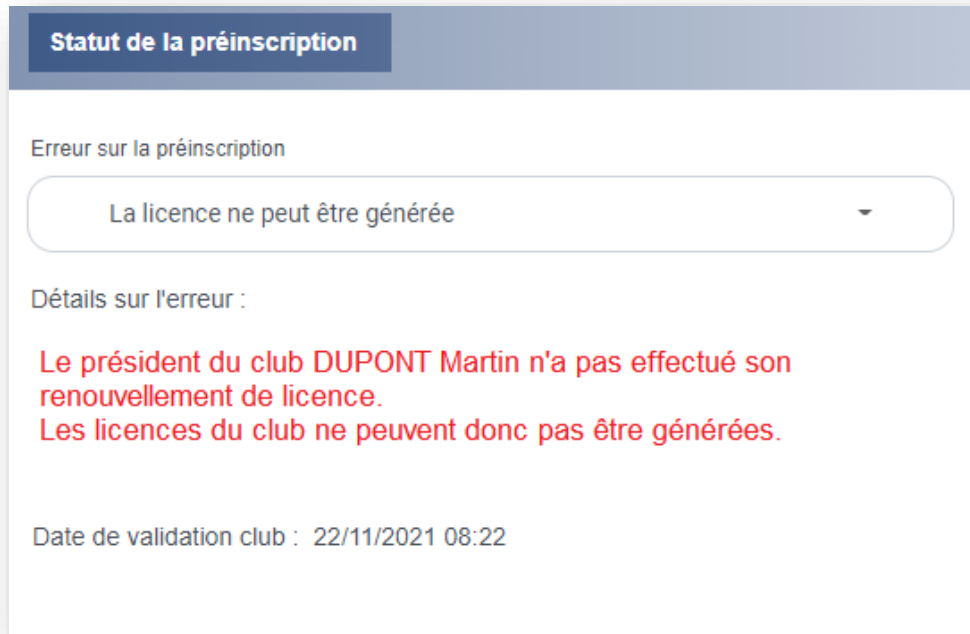 Statut de la préinscription
Erreur sur la préinscription
La licence ne peut être générée
Détails sur l'erreur :
Le président du club DUPONT Martin n'a pas effectué son
renouvellement de licence.
Les licences du club ne peuvent donc pas être générées.
Date de validation club : 22/11/2021 08:22